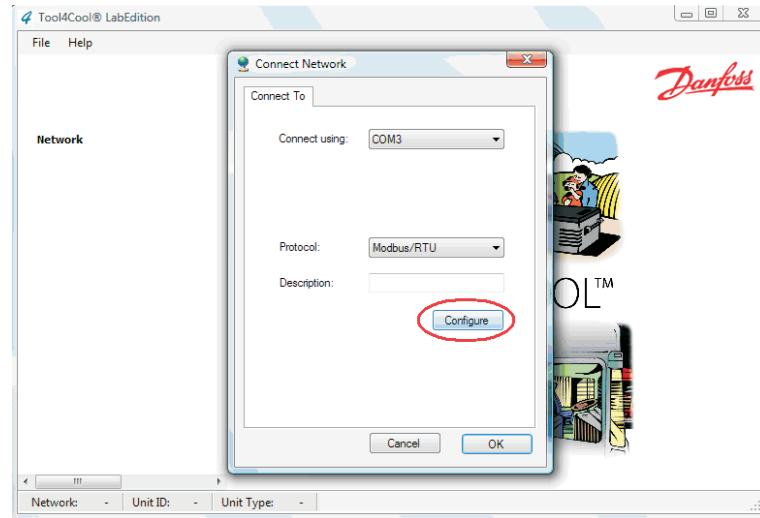 Tool4Cool® LabEdition
File Help
Connect Network
Danfoss
Connect To
Network
Connect using: COM3
Protocol: Modbus/RTU
Description:
OL™
Configure
Cancel OK
Network: - Unit ID: - Unit Type: -